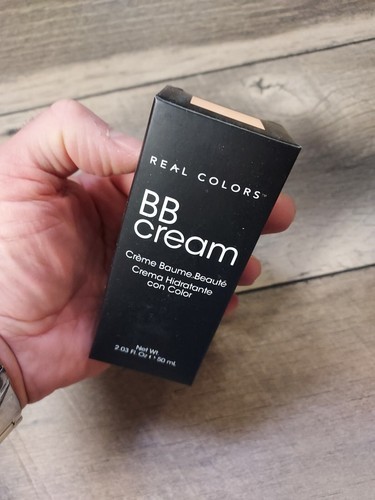 REAL COLORS™
BB
cream
Crème Baume.Beauté
Crema Hidratante
con Color
Net Wt
2.03 Fl. Oz ℮ 50 mL